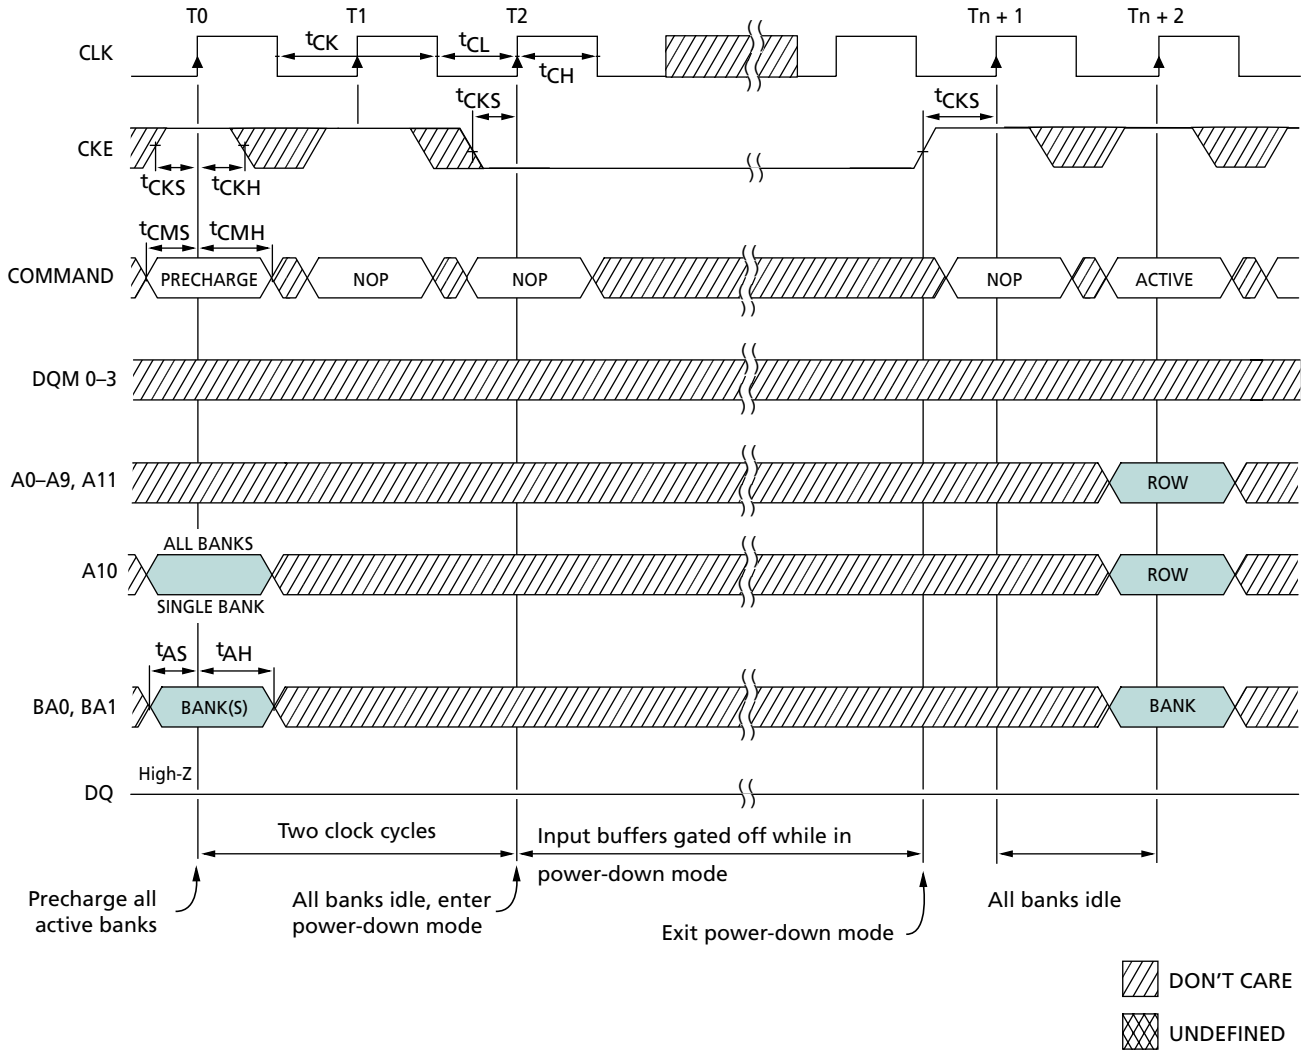 T0 T1 T2 Tn + 1 Tn + 2
CLK
tCK tCL
tCH
tCKS tCKS
CKE
tCKS tCKH
tCMS tCMH
COMMAND PRECHARGE NOP NOP NOP ACTIVE
DQM 0–3
A0–A9, A11 ROW
ALL BANKS
A10 ROW
SINGLE BANK
tAS tAH
BA0, BA1 BANK(S) BANK
High-Z
DQ
Two clock cycles
Input buffers gated off while in
power-down mode
Precharge all
active banks
All banks idle, enter
power-down mode
Exit power-down mode
All banks idle
DON'T CARE
UNDEFINED